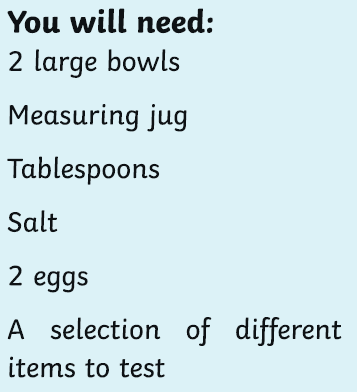 You will need:
2 large bowls
Measuring jug
Tablespoons
Salt
2 eggs
A selection of different
items to test